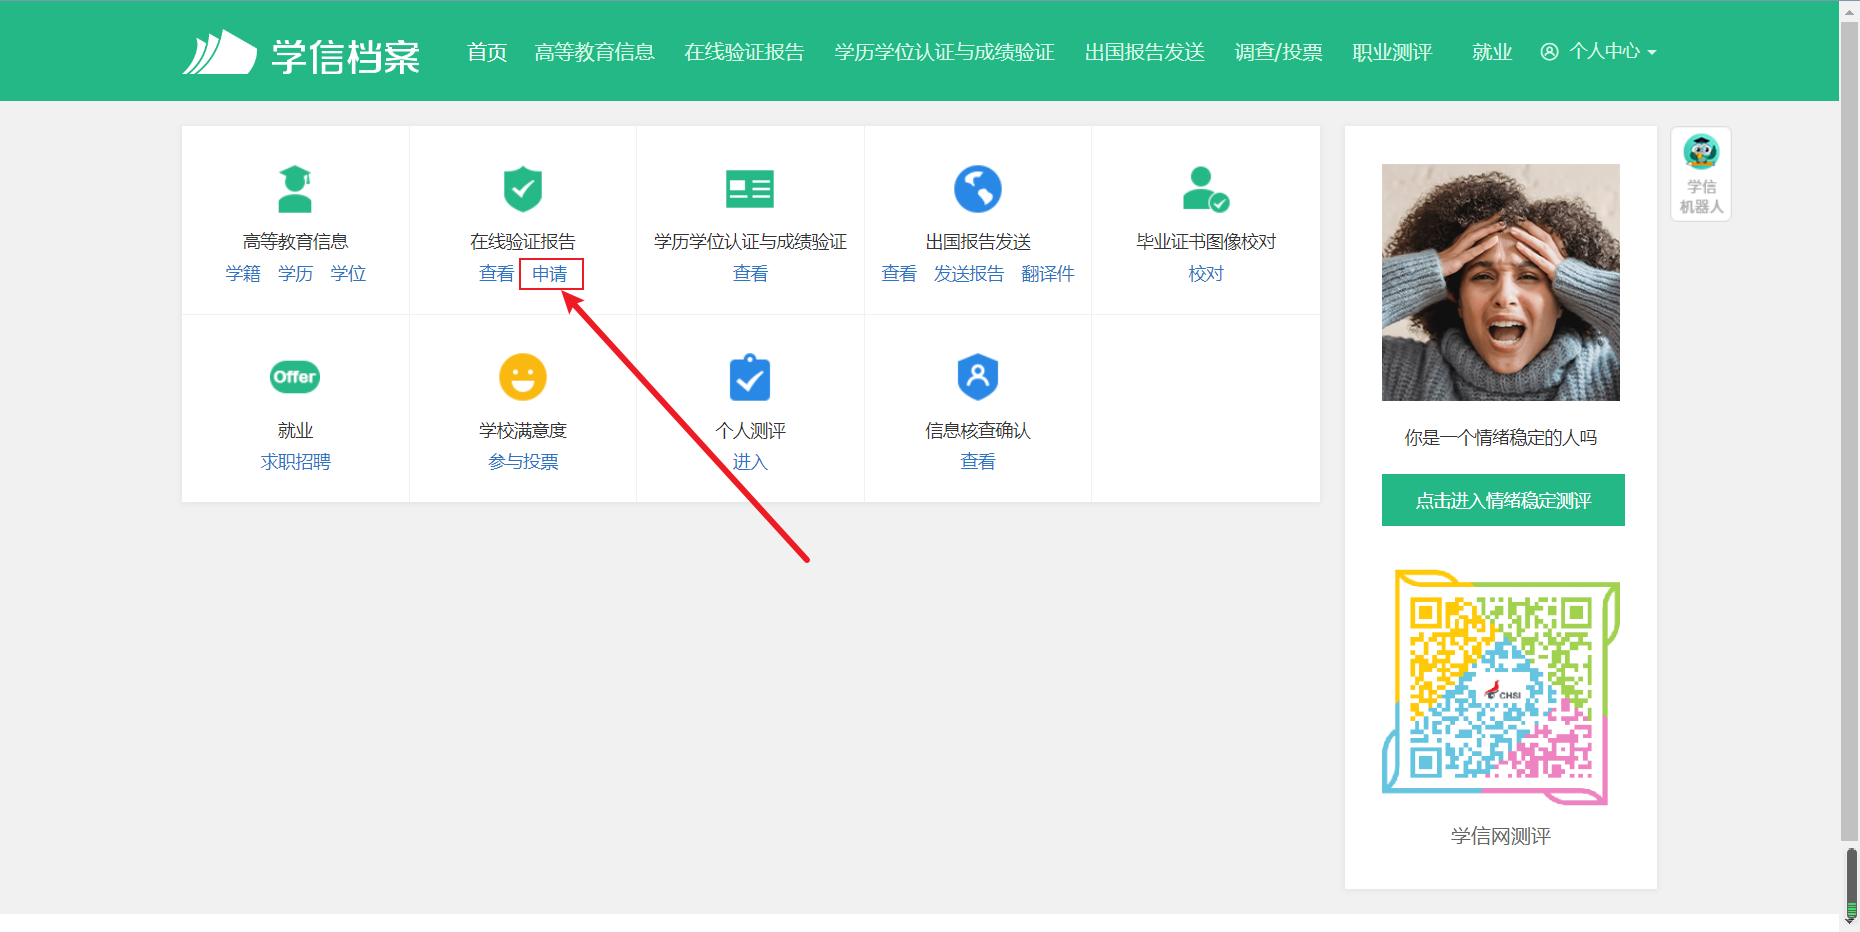 学信档案 首页 高等教育信息 在线验证报告 学历学位认证与成绩验证 出国报告发送 调查/投票 职业测评 就业 个人中心
高等教育信息
学籍 学历 学位
在线验证报告
查看 申请
学历学位认证与成绩验证
查看
出国报告发送
查看 发送报告 翻译件
毕业证书图像校对
校对
Offer
就业
求职招聘
学校满意度
参与投票
个人测评
进入
信息核查确认
查看
你是一个情绪稳定的人吗
点击进入情绪稳定测评
CHSI
学信网测评
学信
机器人